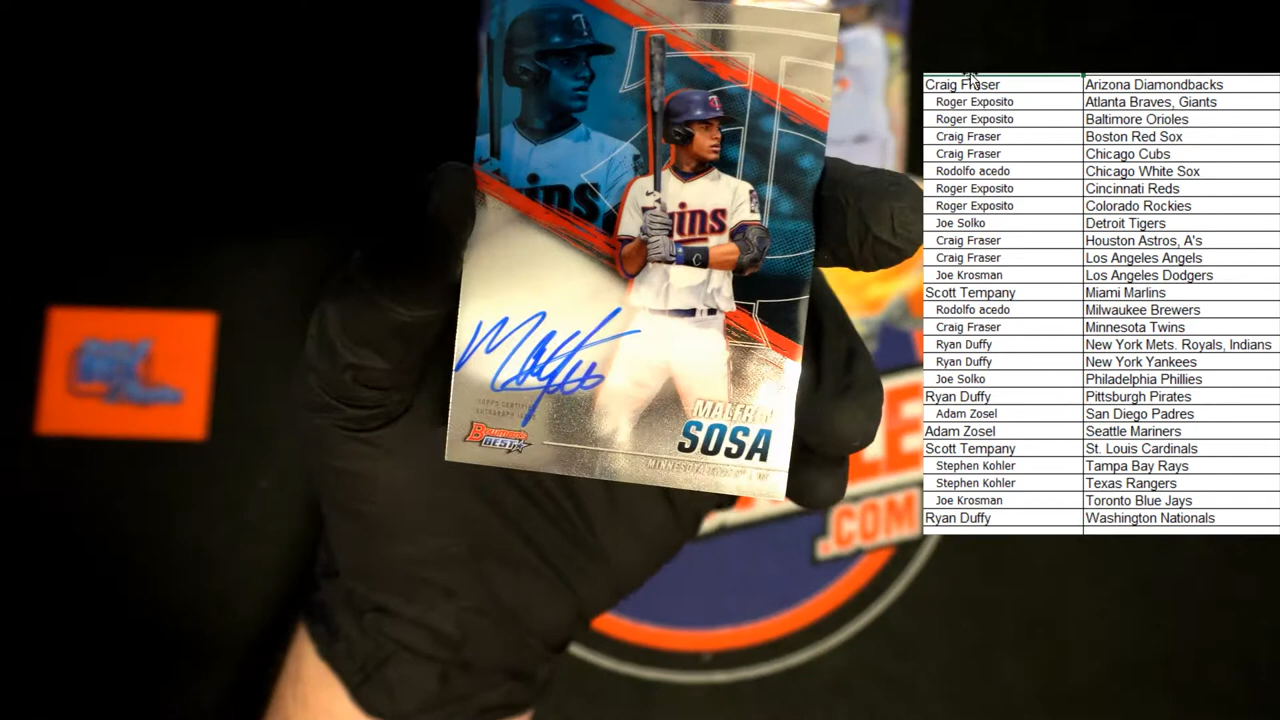 TOPPS CERTIFIED
AUTOGRAPH ISSUE
Bowman's
BEST
SOSA
MINNESOTA
.COM
Craig Fraser Arizona Diamondbacks
Roger Exposito Atlanta Braves, Giants
Roger Exposito Baltimore Orioles
Craig Fraser Boston Red Sox
Craig Fraser Chicago Cubs
Rodolfo acedo Chicago White Sox
Roger Exposito Cincinnati Reds
Roger Exposito Colorado Rockies
Joe Solko Detroit Tigers
Craig Fraser Houston Astros, A's
Craig Fraser Los Angeles Angels
Joe Krosman Los Angeles Dodgers
Scott Tempany Miami Marlins
Rodolfo acedo Milwaukee Brewers
Craig Fraser Minnesota Twins
Ryan Duffy New York Mets. Royals, Indians
Ryan Duffy New York Yankees
Joe Solko Philadelphia Phillies
Ryan Duffy Pittsburgh Pirates
Adam Zosel San Diego Padres
Adam Zosel Seattle Mariners
Scott Tempany St. Louis Cardinals
Stephen Kohler Tampa Bay Rays
Stephen Kohler Texas Rangers
Joe Krosman Toronto Blue Jays
Ryan Duffy Washington Nationals